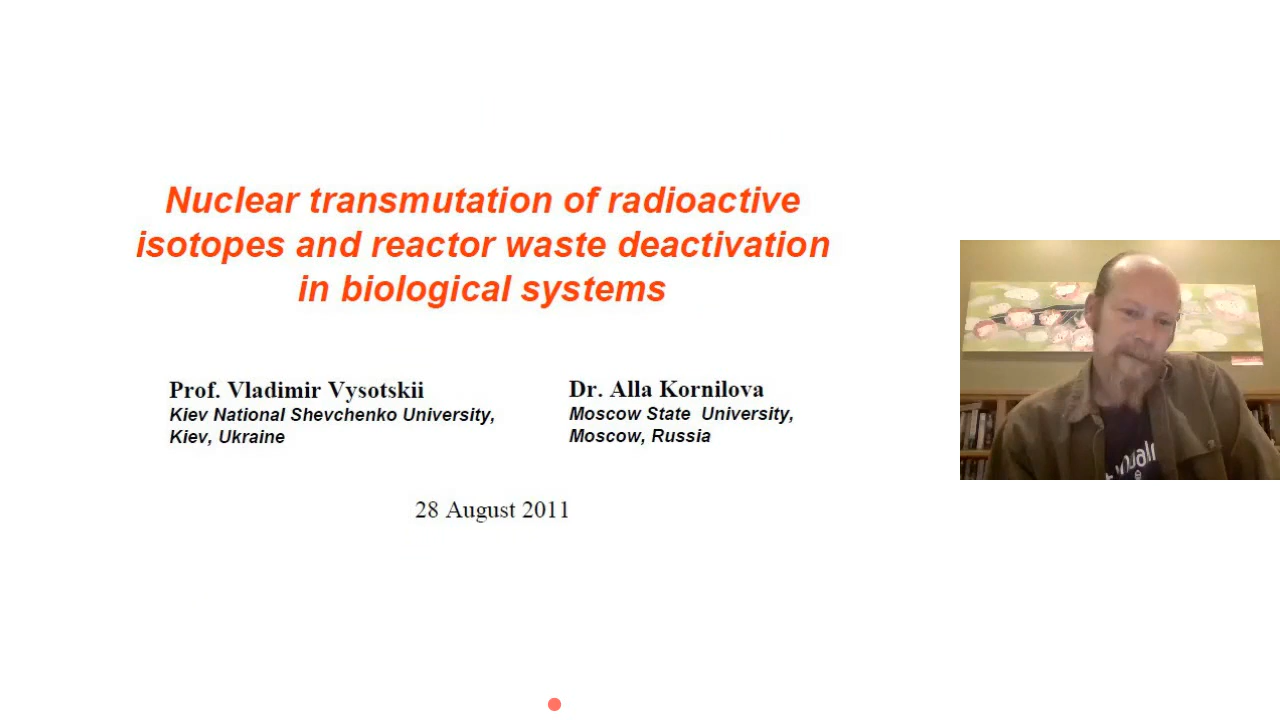 Nuclear transmutation of radioactive
isotopes and reactor waste deactivation
in biological systems
Prof. Vladimir Vysotskii
Kiev National Shevchenko University,
Kiev, Ukraine
Dr. Alla Kornilova
Moscow State University,
Moscow, Russia
28 August 2011